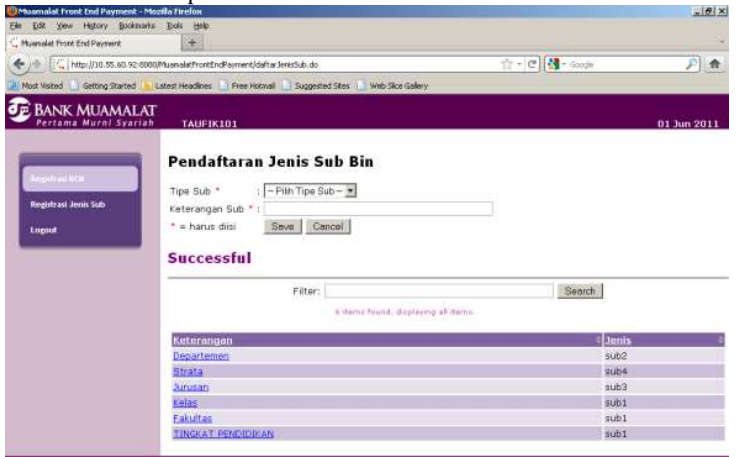 Muamalat Front End Payment - Mozilla Firefox
File Edit View History Bookmarks Tools Help
Muamalat Front End Payment
http://10.55.60.92:8080/MuamalatFrontEndPayment/daftarJenisSub.do
Google
Most Visited Getting Started Latest Headlines Free Hotmail Suggested Sites Web Slice Gallery
BANK MUAMALAT
Pertama Murni Syariah
TAUFIK101 01 Jun 2011
Registrasi BCN
Registrasi Jenis Sub
Logout
Pendaftaran Jenis Sub Bin
Tipe Sub * : -- Pilih Tipe Sub --
Keterangan Sub * :
* = harus diisi Save Cancel
Successful
Filter: Search
6 items found, displaying all items.
Keterangan Jenis
Departemen sub2
Strata sub4
Jurusan sub3
Kelas sub1
Fakultas sub1
TINGKAT PENDIDIKAN sub1